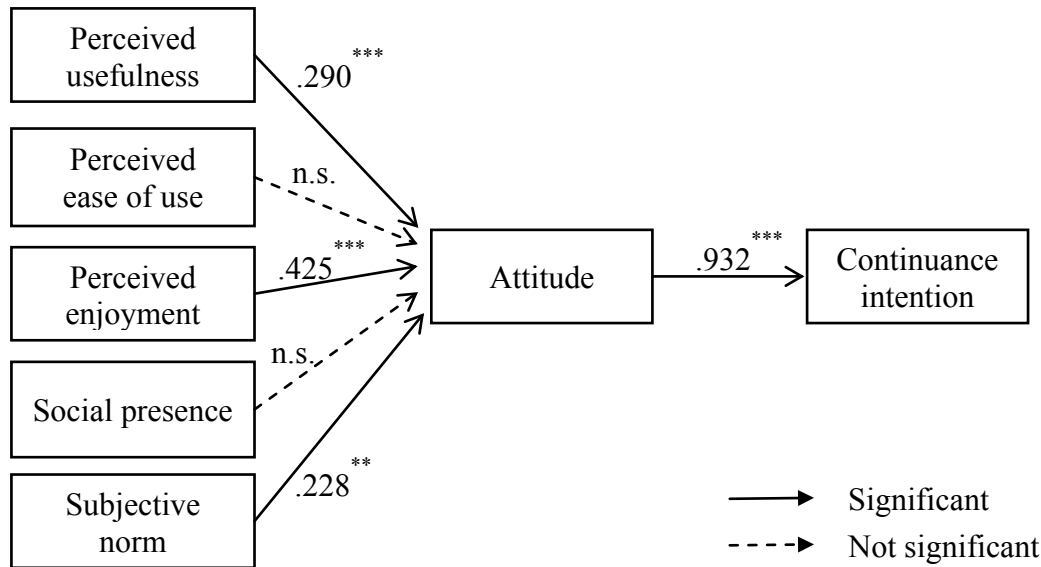 Perceived
usefulness
.290***
Perceived
ease of use
n.s.
Perceived
enjoyment
.425***
Attitude
.932***
Continuance
intention
Social presence
n.s.
Subjective
norm
.228**
Significant
Not significant